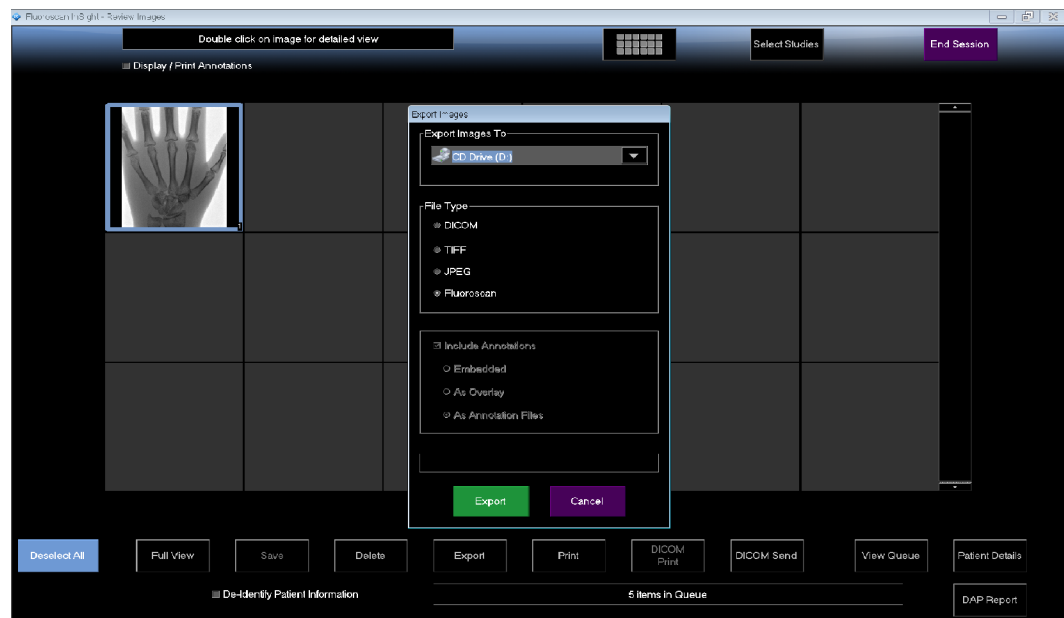 Fluoroscan InSight - Review Images
Double click on image for detailed view
Select Studies
End Session
Display / Print Annotations
Export Images
Export Images To
CD Drive (D:)
File Type
DICOM
TIFF
JPEG
Fluoroscan
Include Annotations
Embedded
As Overlay
As Annotation Files
Export
Cancel
Deselect All
Full View
Save
Delete
Export
Print
DICOM
Print
DICOM Send
View Queue
Patient Details
De-Identify Patient Information
5 items in Queue
DAP Report